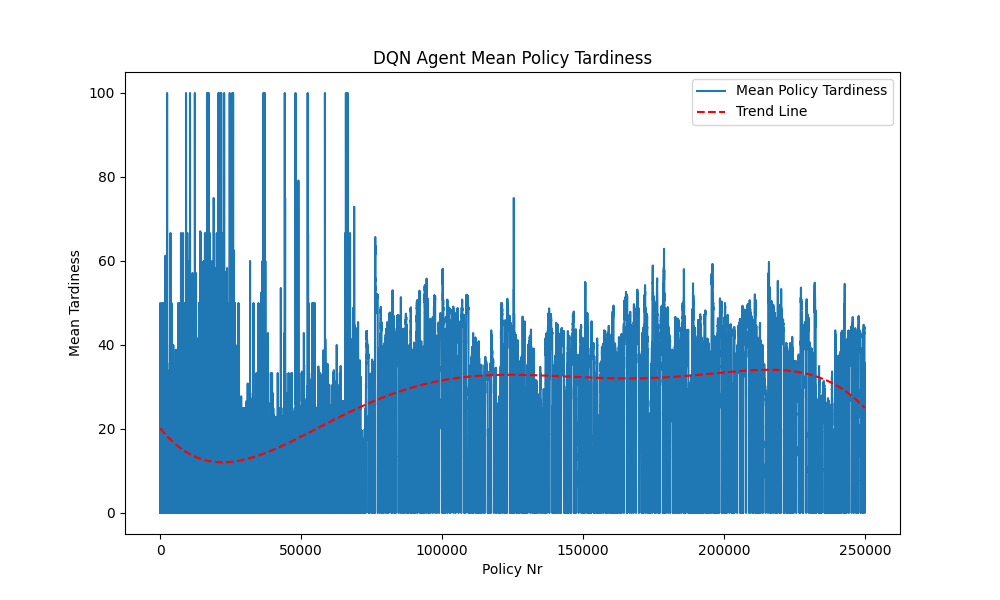 DQN Agent Mean Policy Tardiness
Mean Policy Tardiness
Trend Line
100
80
60
40
20
0
Mean Tardiness
0 50000 100000 150000 200000 250000
Policy Nr